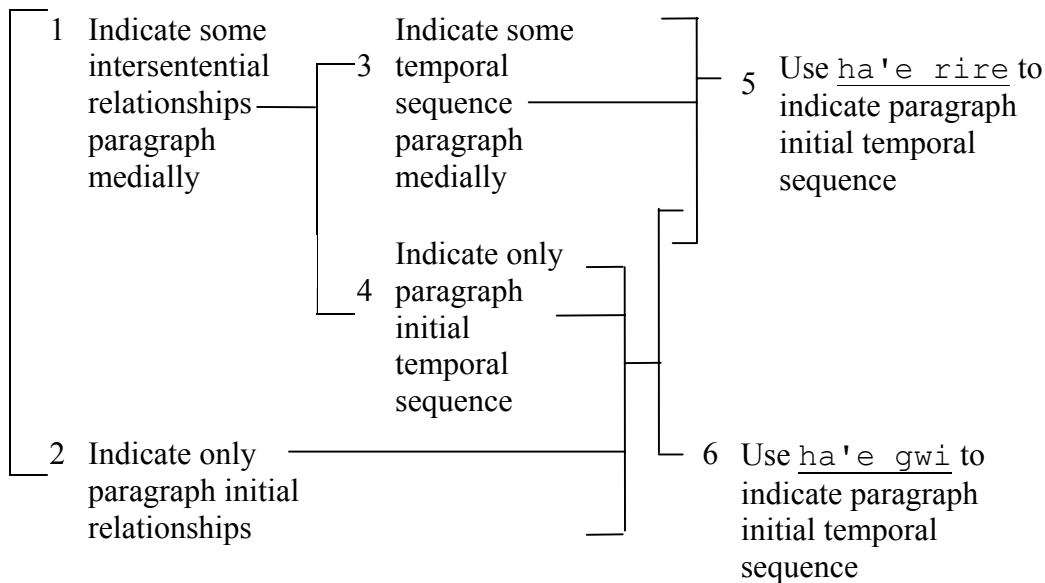 1 Indicate some
intersentential
relationships
paragraph
medially
3 Indicate some
temporal
sequence
paragraph
medially
5 Use ha'e rire to
indicate paragraph
initial temporal
sequence
4 Indicate only
paragraph
initial
temporal
sequence
2 Indicate only
paragraph initial
relationships
6 Use ha'e gwi to
indicate paragraph
initial temporal
sequence